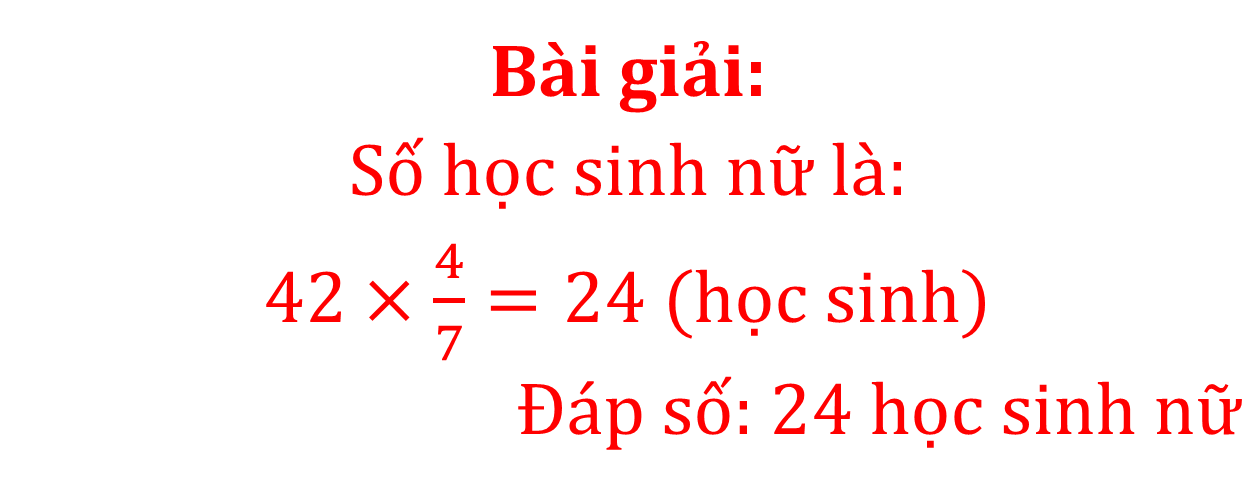 Bài giải:
Số học sinh nữ là:
42 × 4/7 = 24 (học sinh)
Đáp số: 24 học sinh nữ